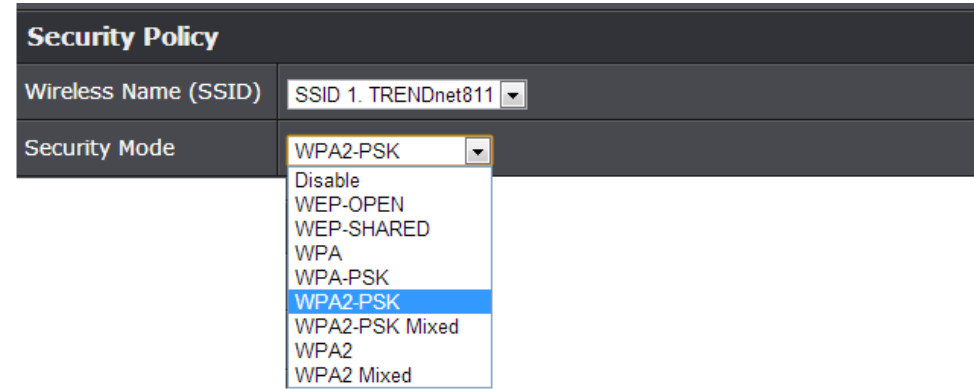 Security Policy
Wireless Name (SSID) SSID 1. TRENDnet811
Security Mode WPA2-PSK
Disable
WEP-OPEN
WEP-SHARED
WPA
WPA-PSK
WPA2-PSK
WPA2-PSK Mixed
WPA2
WPA2 Mixed